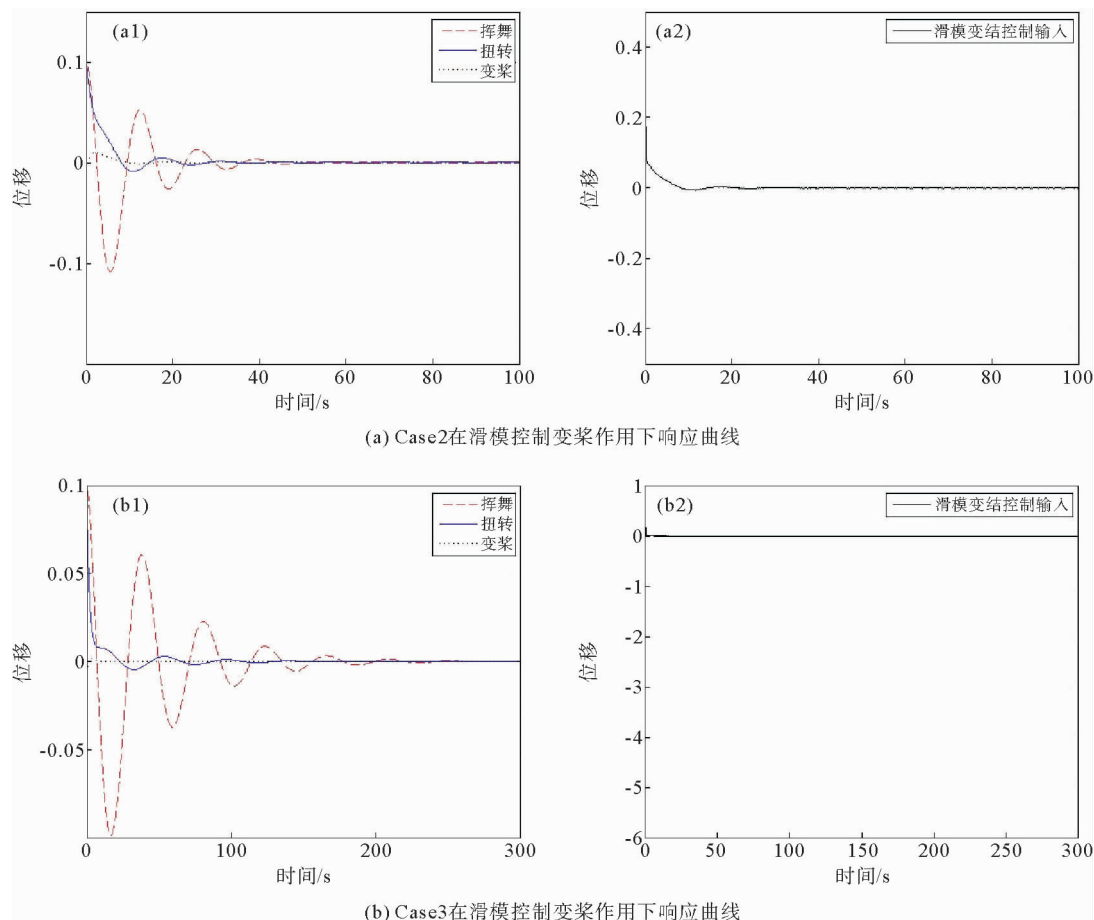 (a1)
挥舞
扭转
变桨
0.1
0
-0.1
位移
0
20
40
60
80
100
时间/s
(a2)
滑模变结控制输入
0.4
0.2
0
-0.2
-0.4
位移
0
20
40
60
80
100
时间/s
(a) Case2在滑模控制变桨作用下响应曲线
(b1)
挥舞
扭转
变桨
0.1
0.05
0
-0.05
位移
0
100
200
300
时间/s
(b2)
滑模变结控制输入
1
0
-1
-2
-3
-4
-5
-6
位移
0
50
100
150
200
250
300
时间/s
(b) Case3在滑模控制变桨作用下响应曲线